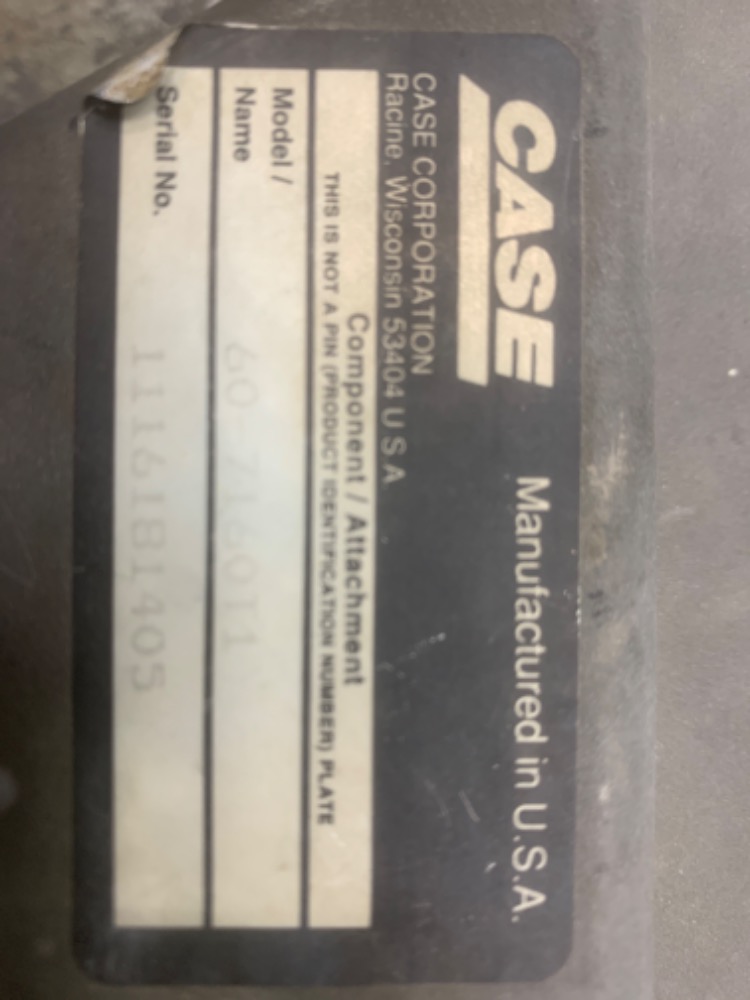 CASE
Manufactured in U.S.A.
CASE CORPORATION
Racine, Wisconsin 53404 U S A
Component / Attachment
THIS IS NOT A PIN (PRODUCT IDENTIFICATION NUMBER) PLATE
Model /
Name 60-716011
Serial No. 1116181405